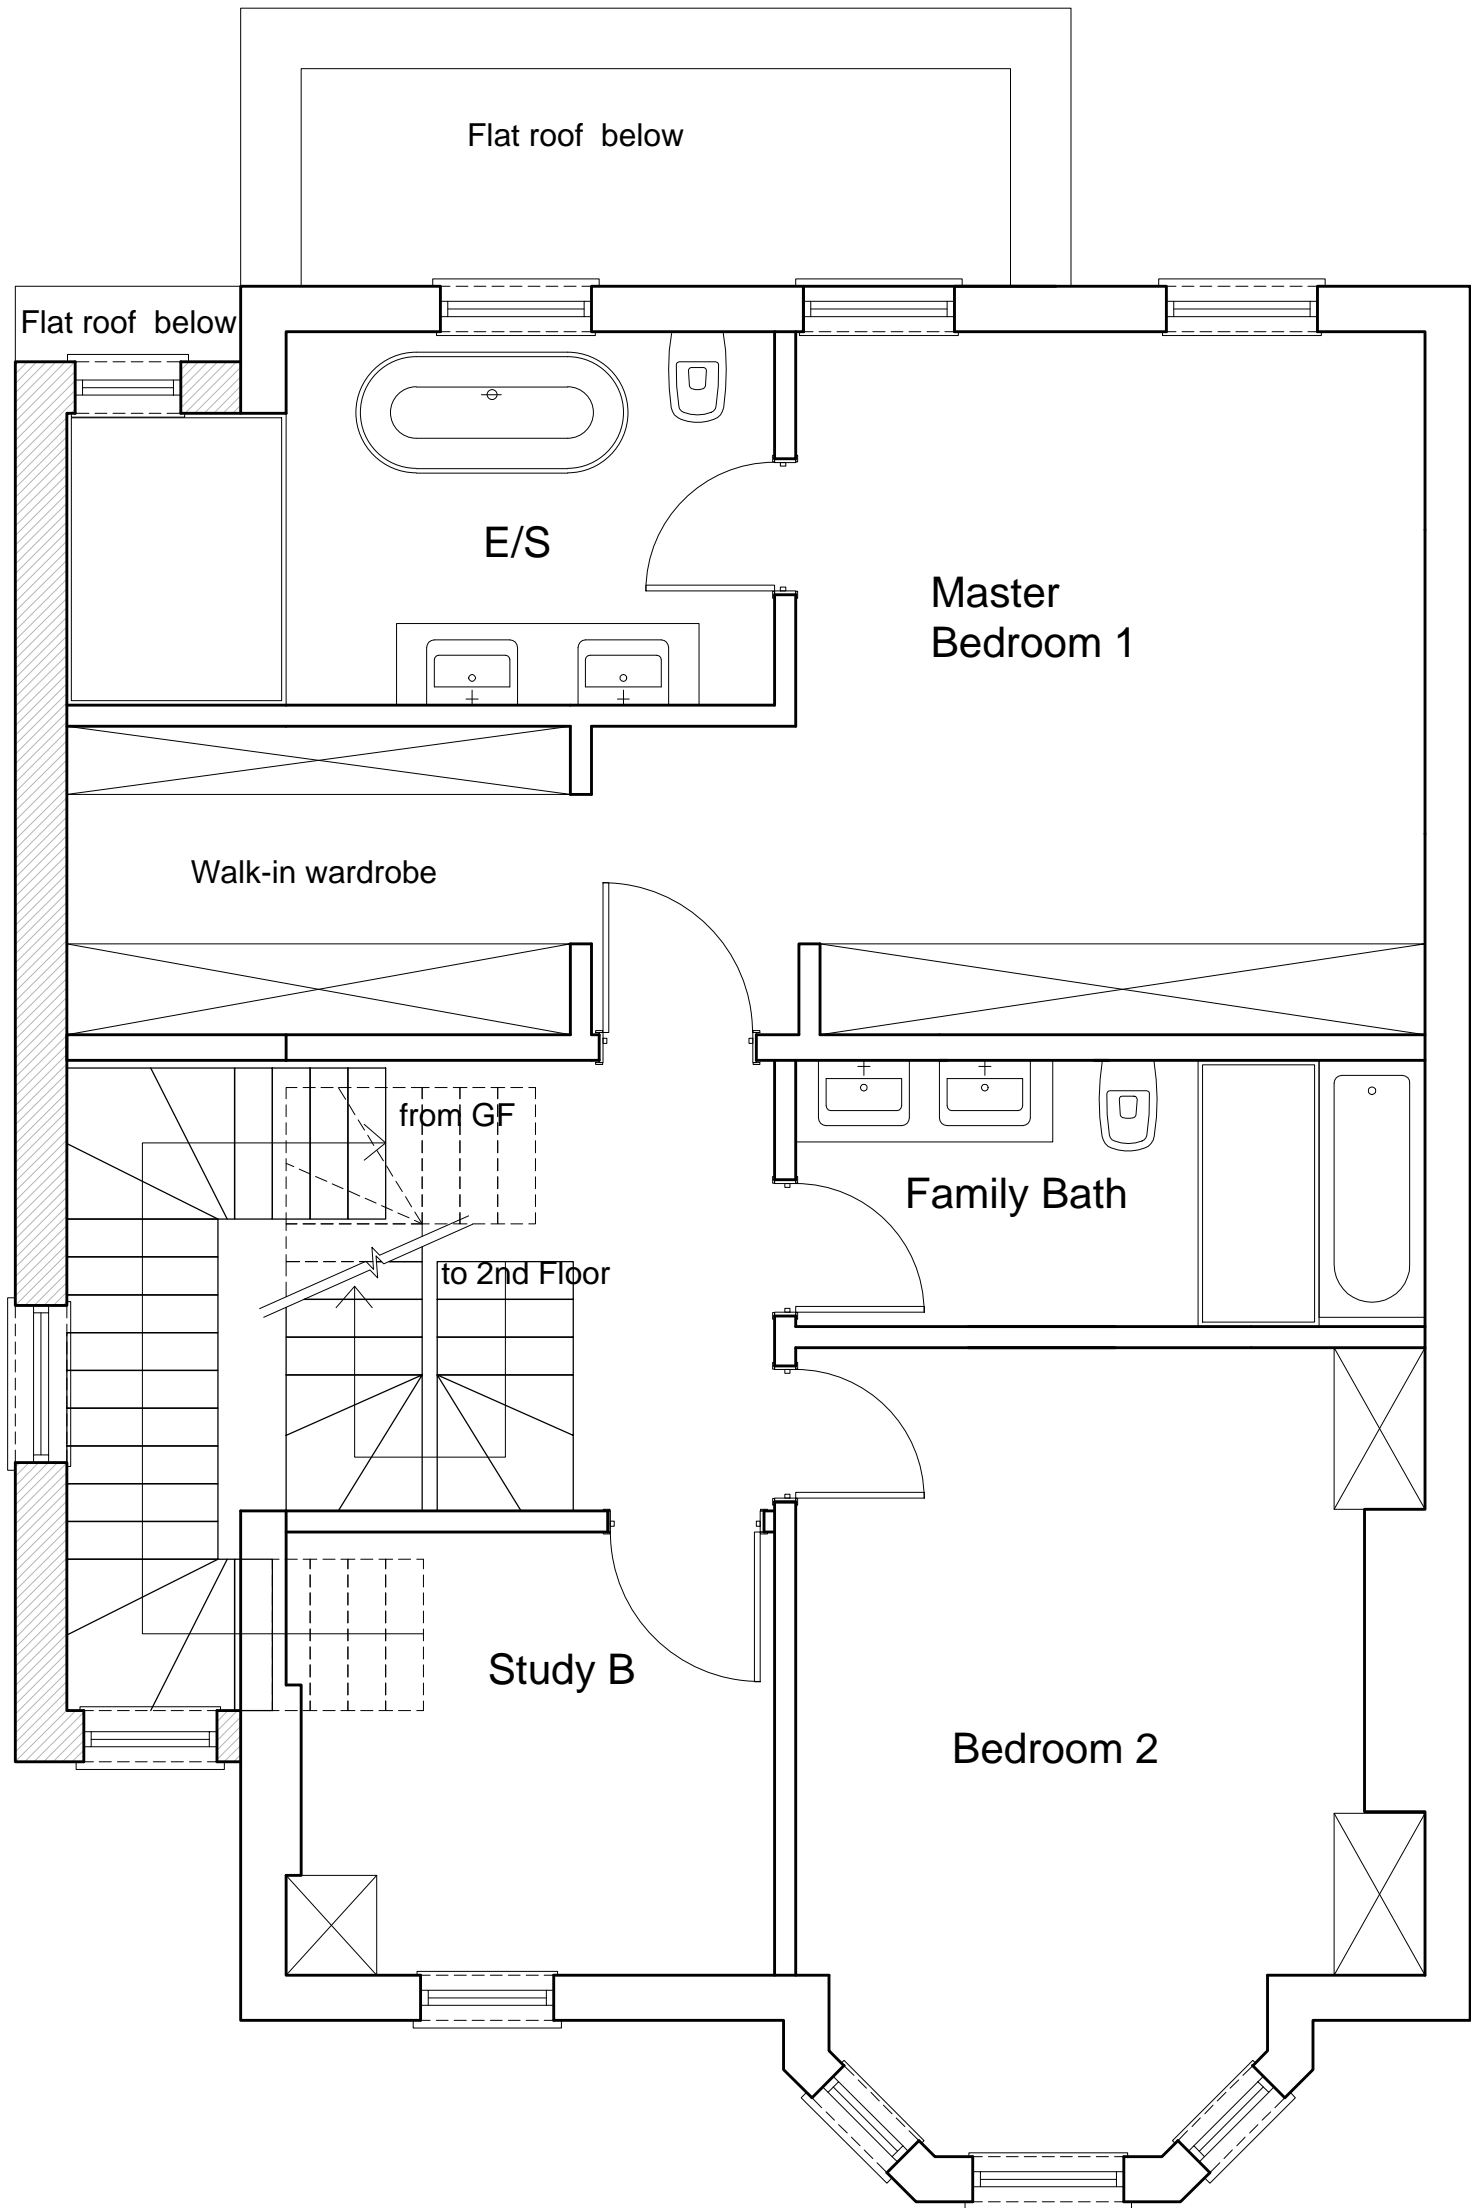 Flat roof  below
Flat roof  below
E/S
Master
Bedroom 1
Walk-in wardrobe
from GF
Family Bath
to 2nd Floor
Study B
Bedroom 2